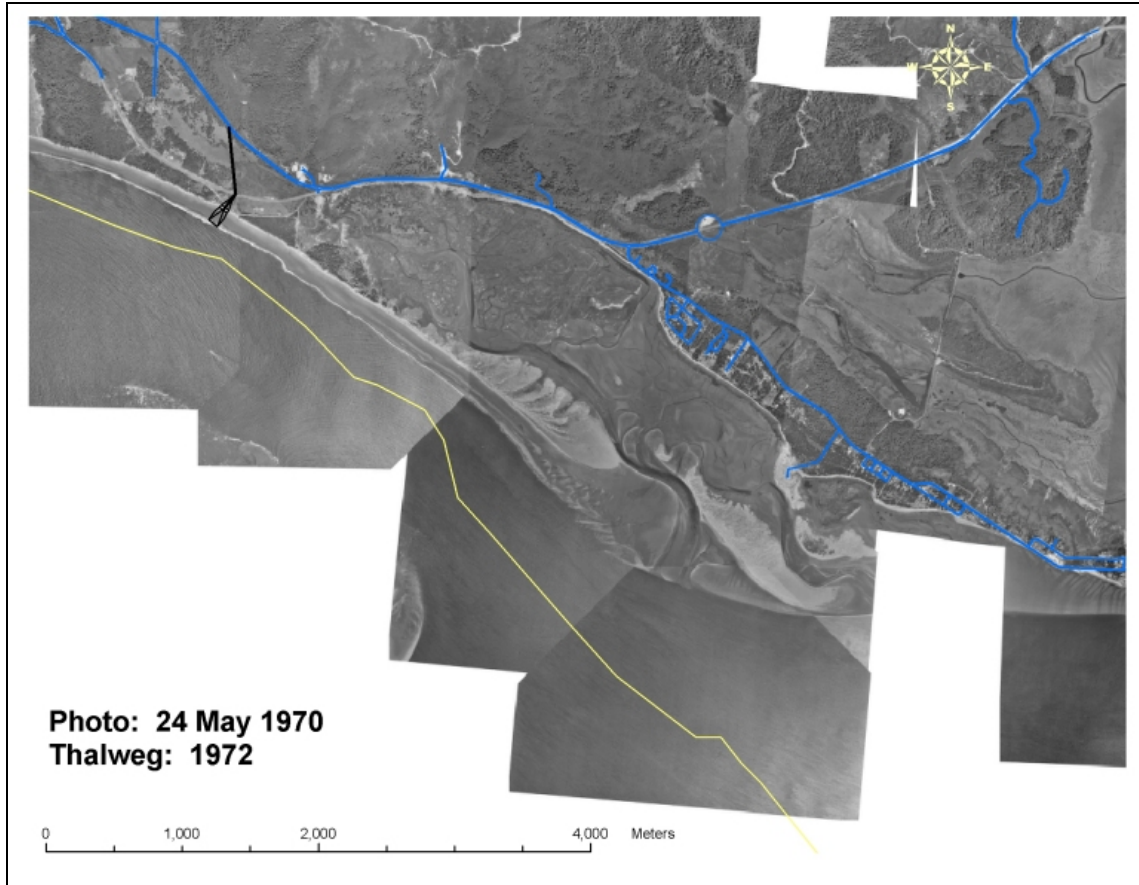 N
W E
S
Photo: 24 May 1970
Thalweg: 1972
0 1,000 2,000 4,000 Meters